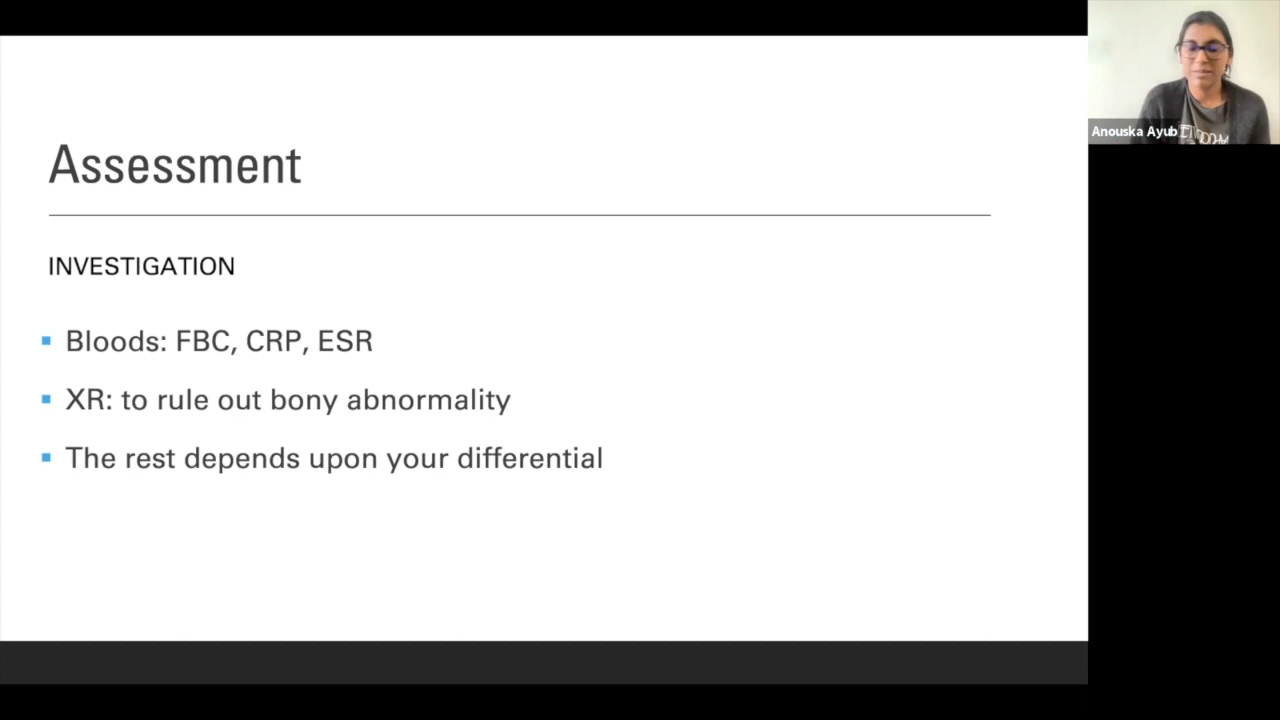 Assessment
INVESTIGATION
Bloods: FBC, CRP, ESR
XR: to rule out bony abnormality
The rest depends upon your differential
Anouska Ayub